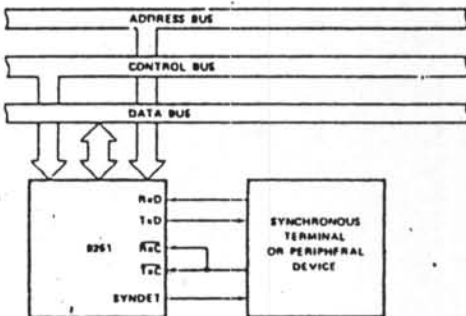 ADDRESS BUS
CONTROL BUS
DATA BUS
RxD
TxD
8251
RxC
TxC
SYNDET
SYNCHRONOUS
TERMINAL
OR PERIPHERAL
DEVICE